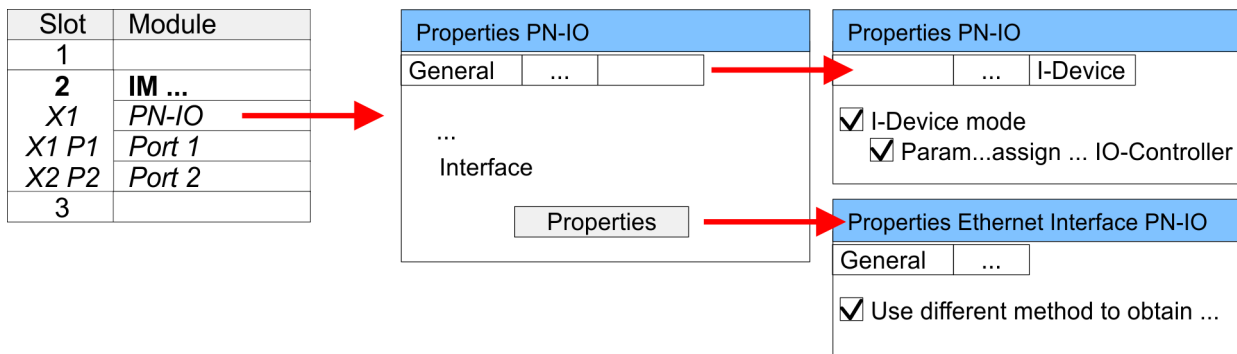 Slot Module
1
2 IM ...
X1 PN-IO
X1 P1 Port 1
X2 P2 Port 2
3
Properties PN-IO
General ...
...
Interface
Properties
Properties PN-IO
... I-Device
I-Device mode
Param...assign ... IO-Controller
Properties Ethernet Interface PN-IO
General ...
Use different method to obtain ...